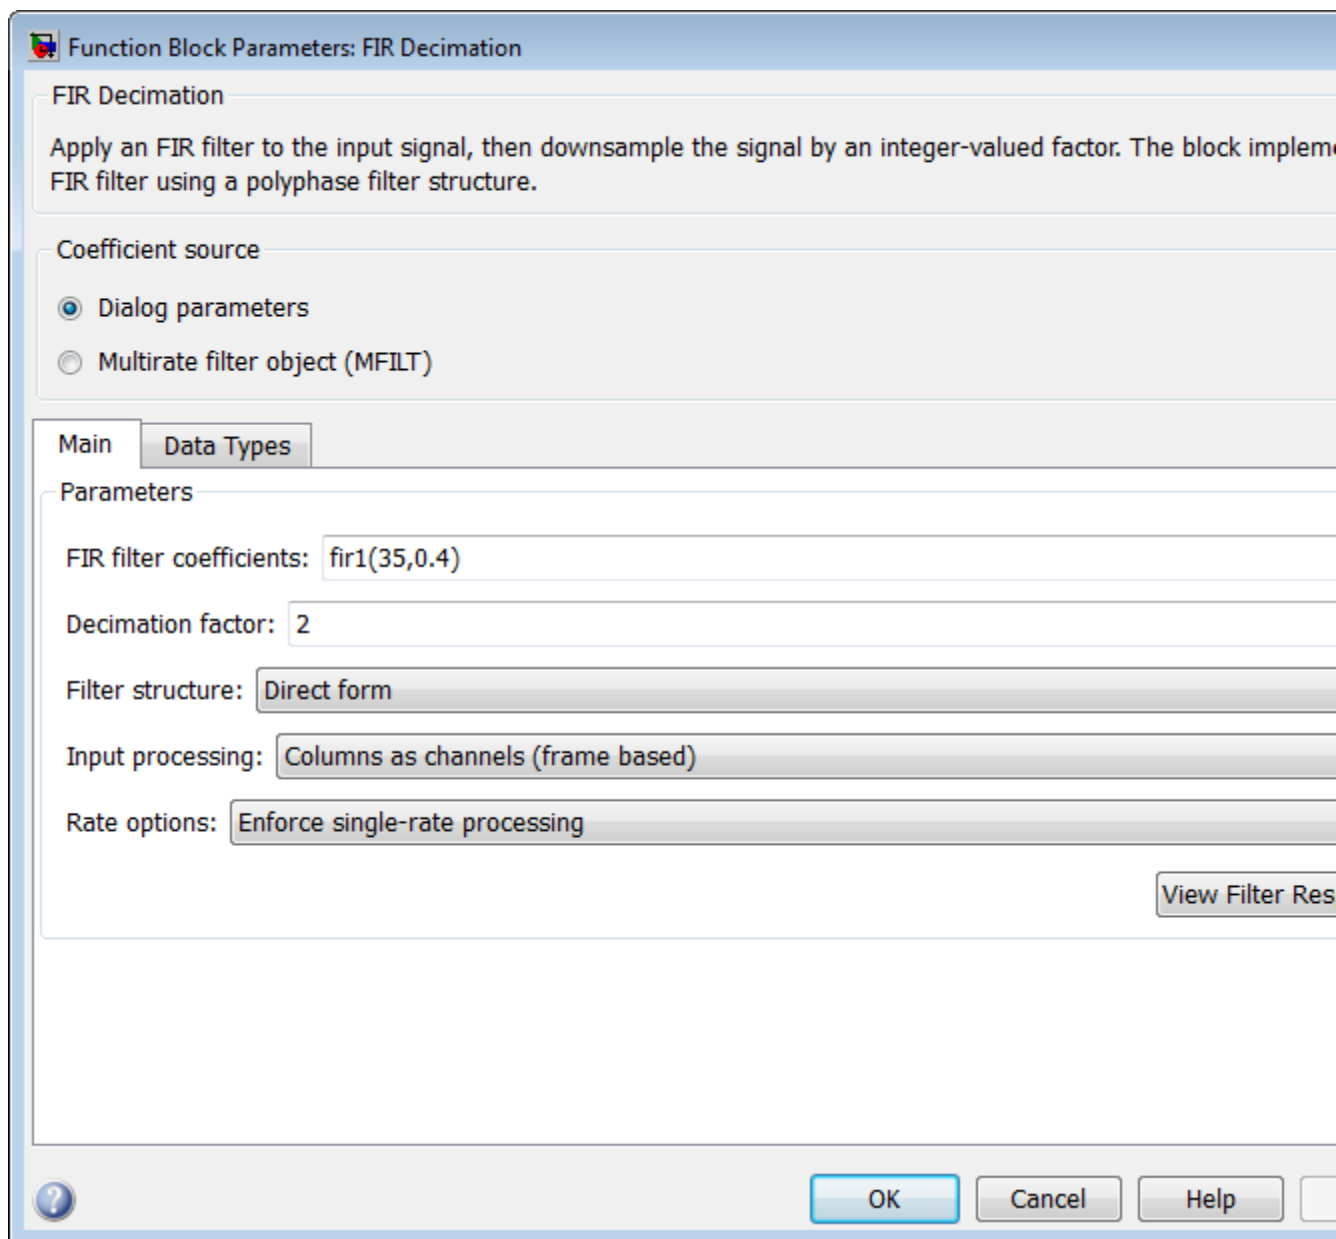 Function Block Parameters: FIR Decimation
FIR Decimation
Apply an FIR filter to the input signal, then downsample the signal by an integer-valued factor. The block
FIR filter using a polyphase filter structure.
Coefficient source
Dialog parameters
Multirate filter object (MFILT)
Main
Data Types
Parameters
FIR filter coefficients: fir1(35,0.4)
Decimation factor: 2
Filter structure: Direct form
Input processing: Columns as channels (frame based)
Rate options: Enforce single-rate processing
View Filter Res
?
OK
Cancel
Help